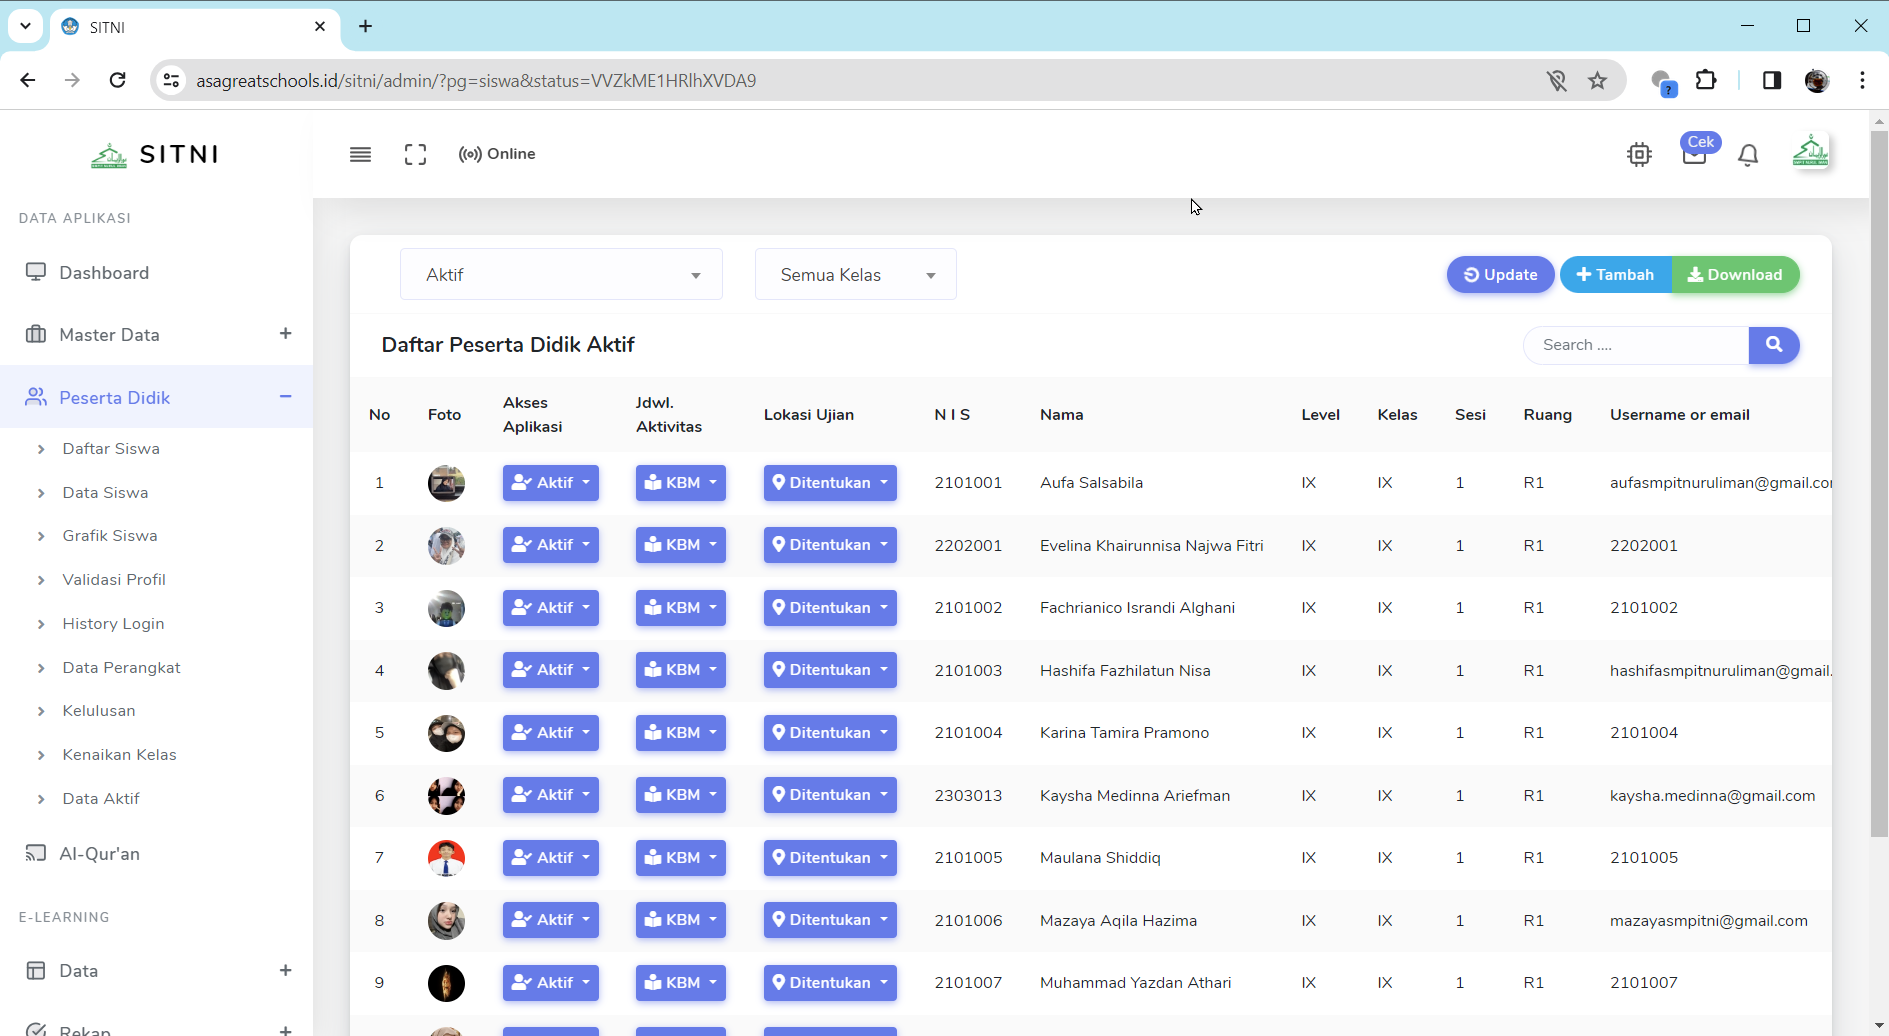 SITNI
asagreatschools.id/sitni/admin/?pg=siswa&status=VVZkME1HRlhXVDA9
?
SITNI
Online
Cek
DATA APLIKASI
Dashboard
Master Data +
Peserta Didik −
Daftar Siswa
Data Siswa
Grafik Siswa
Validasi Profil
History Login
Data Perangkat
Kelulusan
Kenaikan Kelas
Data Aktif
Al-Qur'an
E-LEARNING
Data +
Rekap +
Aktif
Semua Kelas
Update
Tambah
Download
Daftar Peserta Didik Aktif
Search ....
No Foto Akses Aplikasi Jdwl. Aktivitas Lokasi Ujian N I S Nama Level Kelas Sesi Ruang Username or email
1 Aktif KBM Ditentukan 2101001 Aufa Salsabila IX IX 1 R1 aufasmpitnuruliman@gmail.co
2 Aktif KBM Ditentukan 2202001 Evelina Khairunnisa Najwa Fitri IX IX 1 R1 2202001
3 Aktif KBM Ditentukan 2101002 Fachrianico Israndi Alghani IX IX 1 R1 2101002
4 Aktif KBM Ditentukan 2101003 Hashifa Fazhilatun Nisa IX IX 1 R1 hashifasmpitnuruliman@gmail.
5 Aktif KBM Ditentukan 2101004 Karina Tamira Pramono IX IX 1 R1 2101004
6 Aktif KBM Ditentukan 2303013 Kaysha Medinna Ariefman IX IX 1 R1 kaysha.medinna@gmail.com
7 Aktif KBM Ditentukan 2101005 Maulana Shiddiq IX IX 1 R1 2101005
8 Aktif KBM Ditentukan 2101006 Mazaya Aqila Hazima IX IX 1 R1 mazayasmpitni@gmail.com
9 Aktif KBM Ditentukan 2101007 Muhammad Yazdan Athari IX IX 1 R1 2101007